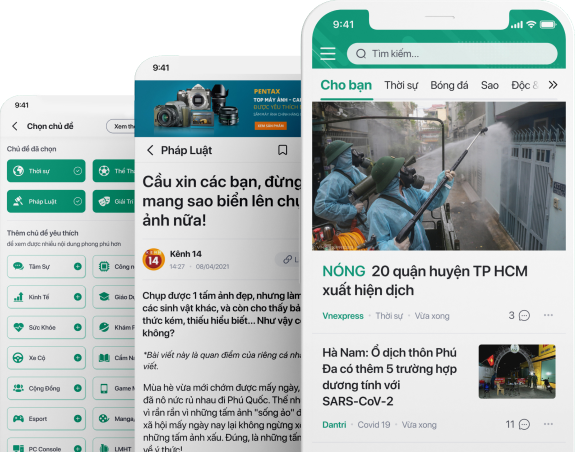 9:41
Chọn chủ đề
Xem th
Chủ đề đã chọn
Thời sự
Thể Th
Pháp Luật
Giải Trí
Thêm chủ đề yêu thích
để xem được nhiều nội dung phong phú hơn
Tâm Sự
Công n
Kinh Tế
Giáo Dụ
Sức Khỏe
Khám P
Xe Cộ
Cẩm Na
Cộng Đồng
Game M
Esport
Manga,
PC Console
LMHT
9:41
PENTAX
TOP MÁY ẢNH - CA
ĐƯỢC YÊU THÍCH
Pháp Luật
Cầu xin các bạn, đừng
mang sao biển lên chụ
ảnh nữa!
14
Kênh 14
14:27 · 06/04/2021
L
Chụp được 1 tấm ảnh đẹp, nhưng làm
các sinh vật khác, và còn cho thấy bả
thức kém, thiếu hiểu biết... Như vậy c
không?
*Bài viết này là quan điểm của riêng cá nhâ
viết.
Mùa hè vừa mới chớm được mấy ngày,
đã nô nức rủ nhau đi Phú Quốc. Thế nh
vì rần rần vì những tấm ảnh "sống ảo" đ
xã hội mấy ngày nay lại không ngừng x
những tấm ảnh xấu. Đúng, là những tấ
về ý thức!
9:41
Tìm kiếm...
Cho bạn
Thời sự
Bóng đá
Sao
Độc &
NÓNG 20 quận huyện TP HCM
xuất hiện dịch
Vnexpress · Thời sự · Vừa xong
3
Hà Nam: Ổ dịch thôn Phú
Đa có thêm 5 trường hợp
dương tính với
SARS-CoV-2
Dantri · Covid 19 · Vừa xong
11